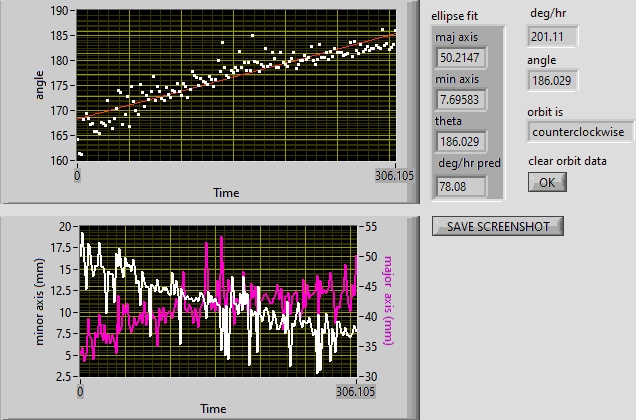 190
185
180
175
170
165
160
angle
0
306.105
Time
ellipse fit
maj axis
50.2147
min axis
7.69583
theta
186.029
deg/hr pred
78.08
deg/hr
201.11
angle
186.029
orbit is
counterclockwise
clear orbit data
OK
SAVE SCREENSHOT
20
17.5
15
12.5
10
7.5
5
2.5
minor axis (mm)
55
50
45
40
35
30
major axis (mm)
0
306.105
Time